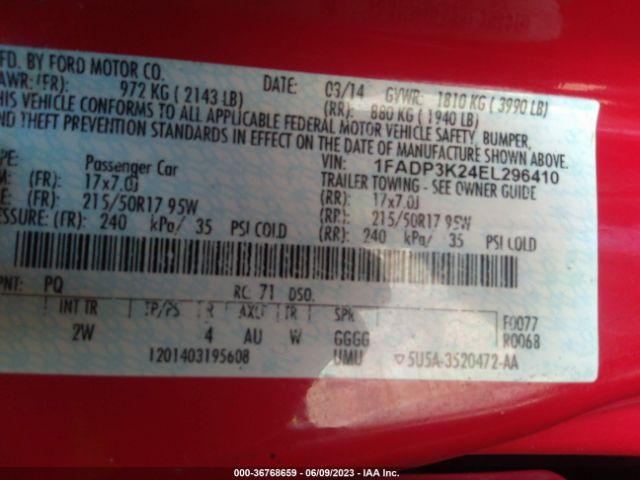 FD. BY FORD MOTOR CO.
DATE: 03/14 GVWR: 1810 KG ( 3990 LB)
AWR: (FR): 972 KG ( 2143 LB) (RR): 880 KG ( 1940 LB)
HIS VEHICLE CONFORMS TO ALL APPLICABLE FEDERAL MOTOR VEHICLE SAFETY, BUMPER,
AND THEFT PREVENTION STANDARDS IN EFFECT ON THE DATE OF MANUFACTURE SHOWN ABOVE.
PE: Passenger Car VIN: 1FADP3K24EL296410
M: (FR): 17x7.0J TRAILER TOWING - SEE OWNER GUIDE
(RR): 17x7.0J
E: (FR): 215/50R17 95W (RR): 215/50R17 95W
ESSURE: (FR): 240 kPa/ 35 PSI COLD (RR): 240 kPa/ 35 PSI COLD
PNT: PQ RC: 71 DSO:
INT TR TP/PS R AXLE TR SPR F0077
2W 4 AU W GGGG R0068
1201403195608 UMU ▽5U5A-3520472-AA
000-36768659 - 06/09/2023 - IAA Inc.